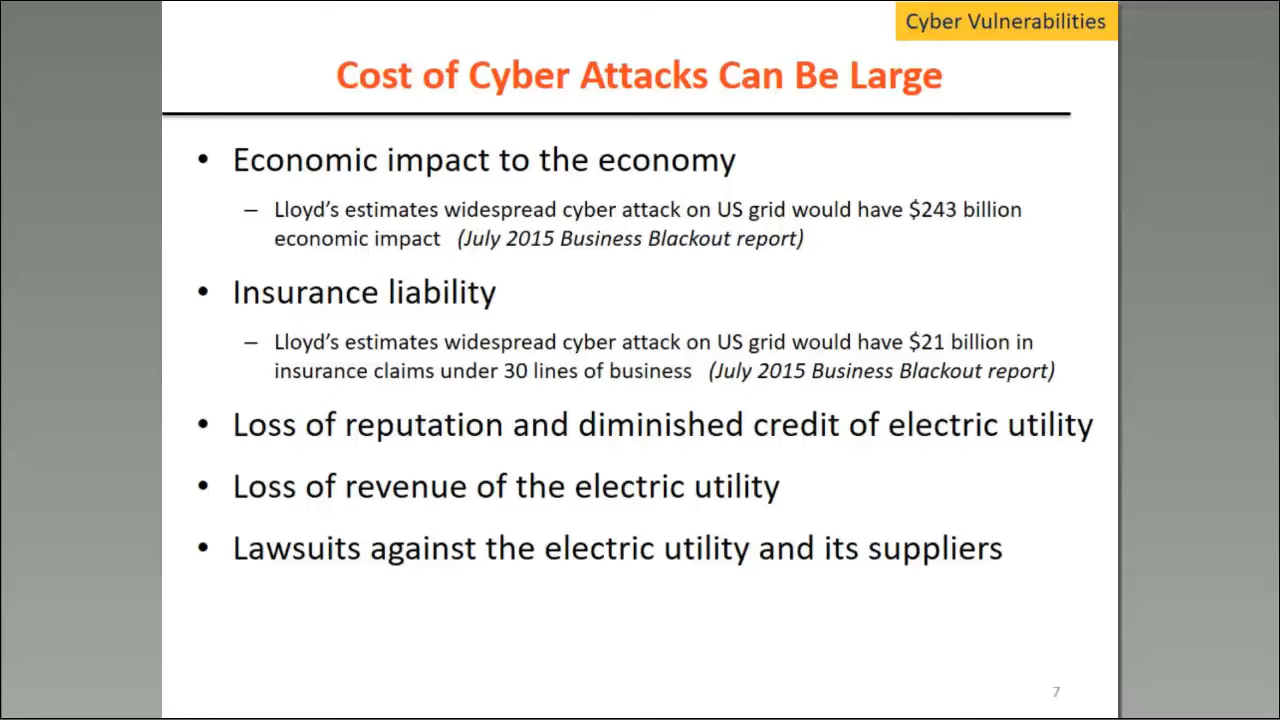 Cyber Vulnerabilities
Cost of Cyber Attacks Can Be Large
• Economic impact to the economy
– Lloyd's estimates widespread cyber attack on US grid would have $243 billion
economic impact (July 2015 Business Blackout report)
• Insurance liability
– Lloyd's estimates widespread cyber attack on US grid would have $21 billion in
insurance claims under 30 lines of business (July 2015 Business Blackout report)
• Loss of reputation and diminished credit of electric utility
• Loss of revenue of the electric utility
• Lawsuits against the electric utility and its suppliers
7